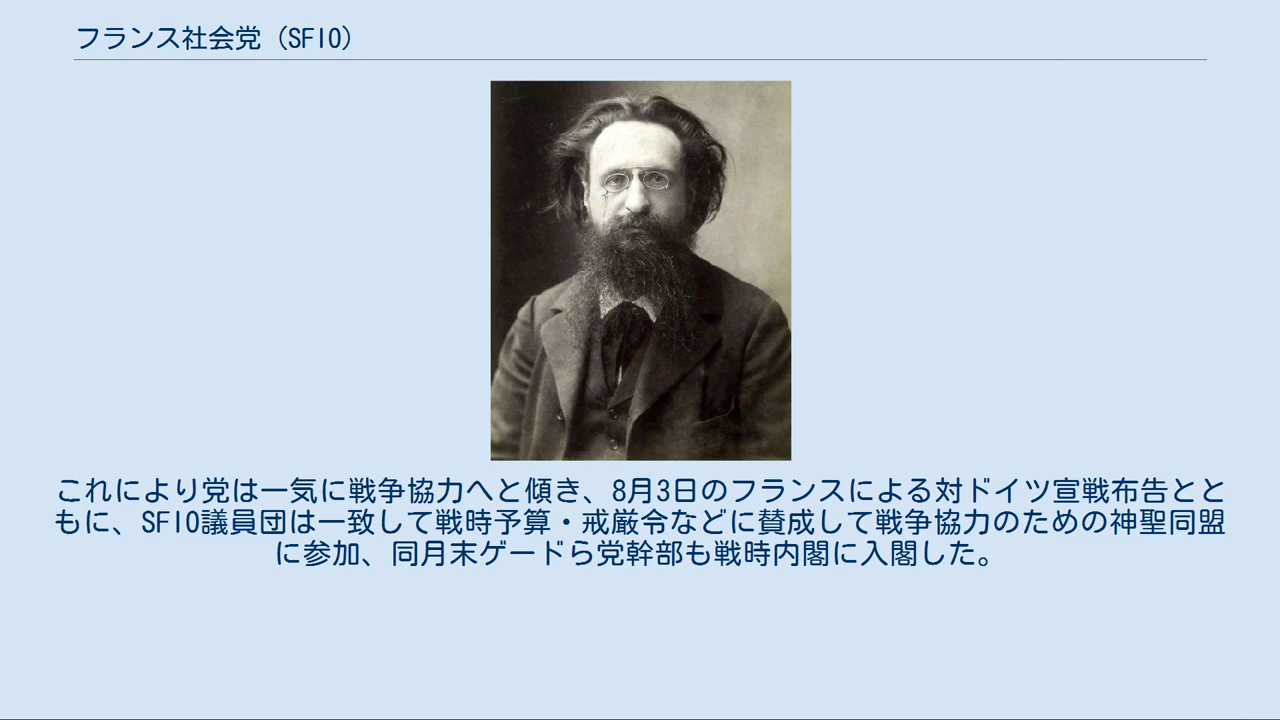 フランス社会党（SFIO）
これにより党は一気に戦争協力へと傾き、8月3日のフランスによる対ドイツ宣戦布告とと
もに、SFIO議員団は一致して戦時予算・戒厳令などに賛成して戦争協力のための神聖同盟
に参加、同月末ゲードら党幹部も戦時内閣に入閣した。